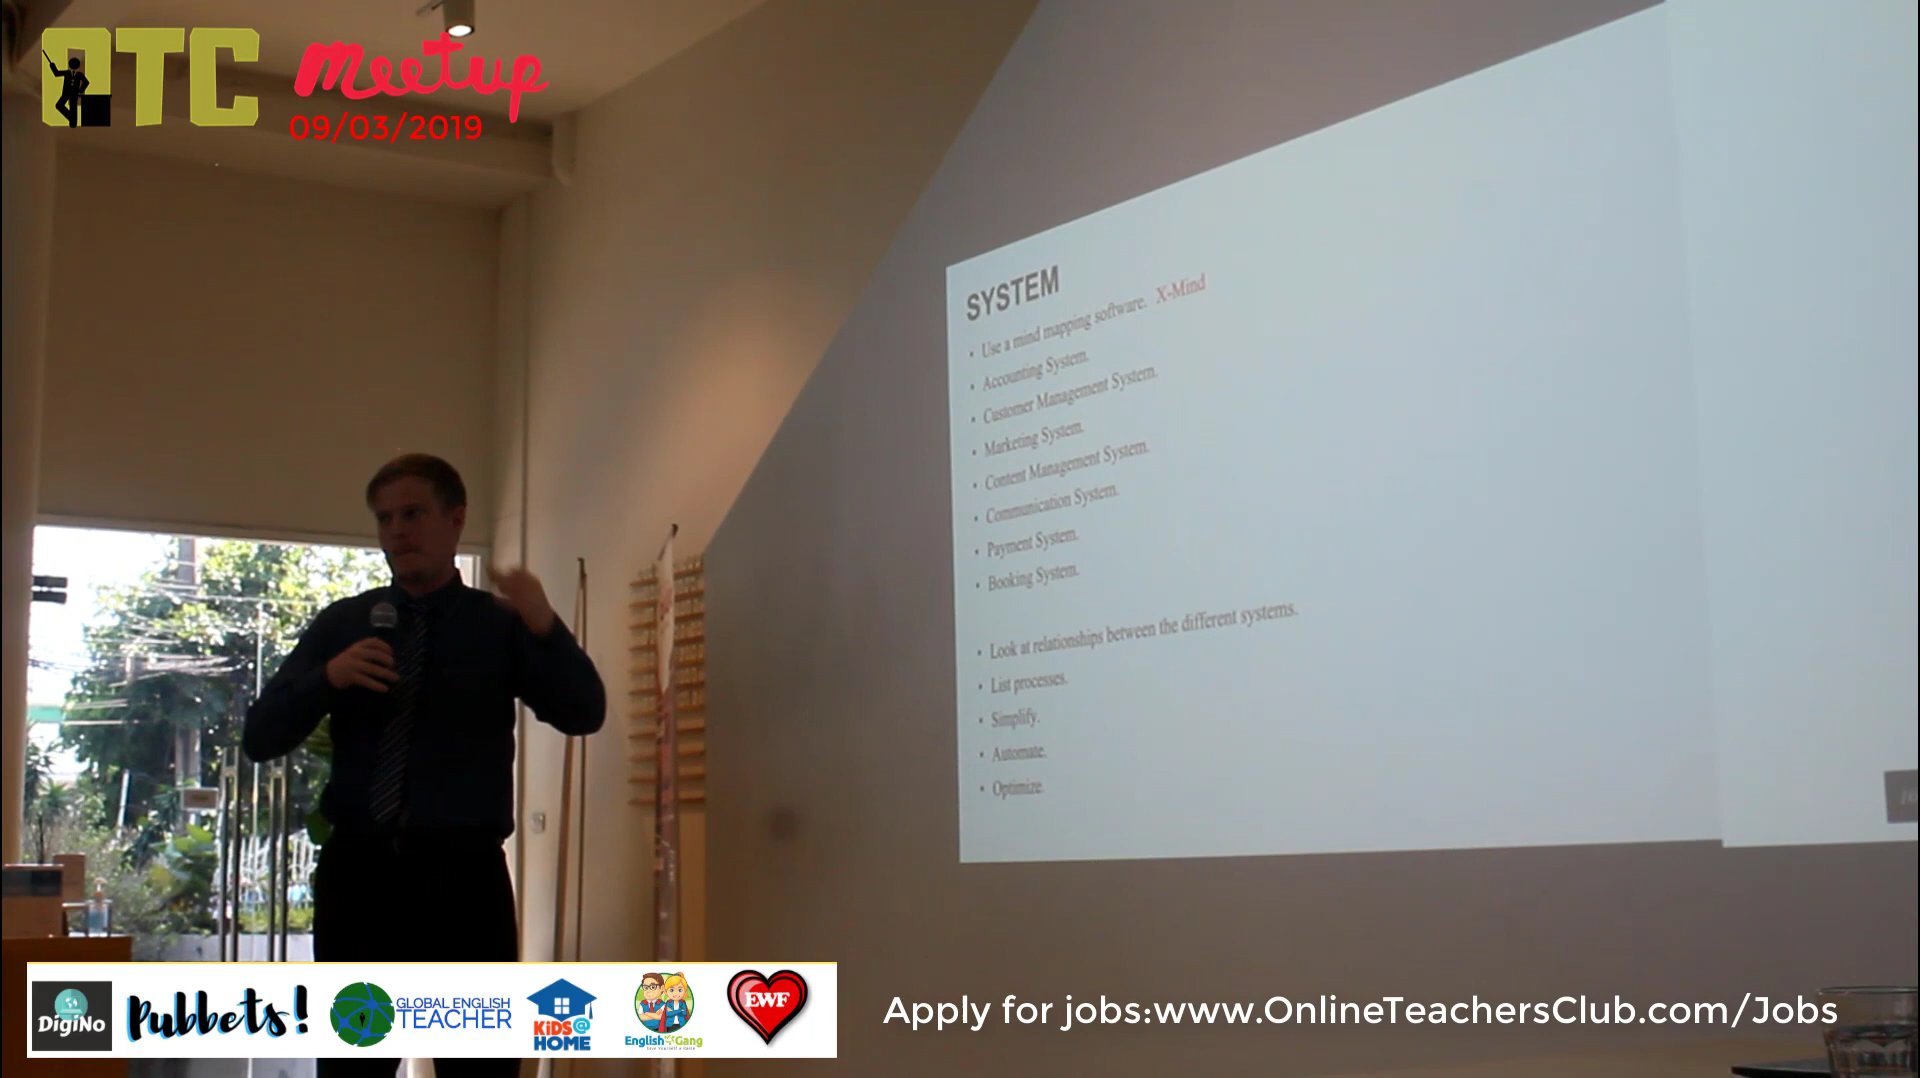 OTC meetup
09/03/2019
SYSTEM
• Use a mind mapping software. X-Mind
• Accounting System.
• Customer Management System.
• Marketing System.
• Content Management System.
• Communication System.
• Payment System.
• Booking System.
• Look at relationships between the different systems.
• List processes.
• Simplify.
• Automate.
• Optimize.
DigiNo
Pubbets!
GLOBAL ENGLISH
TEACHER
KiDS@
HOME
English Gang
EWF
Apply for jobs:www.OnlineTeachersClub.com/Jobs